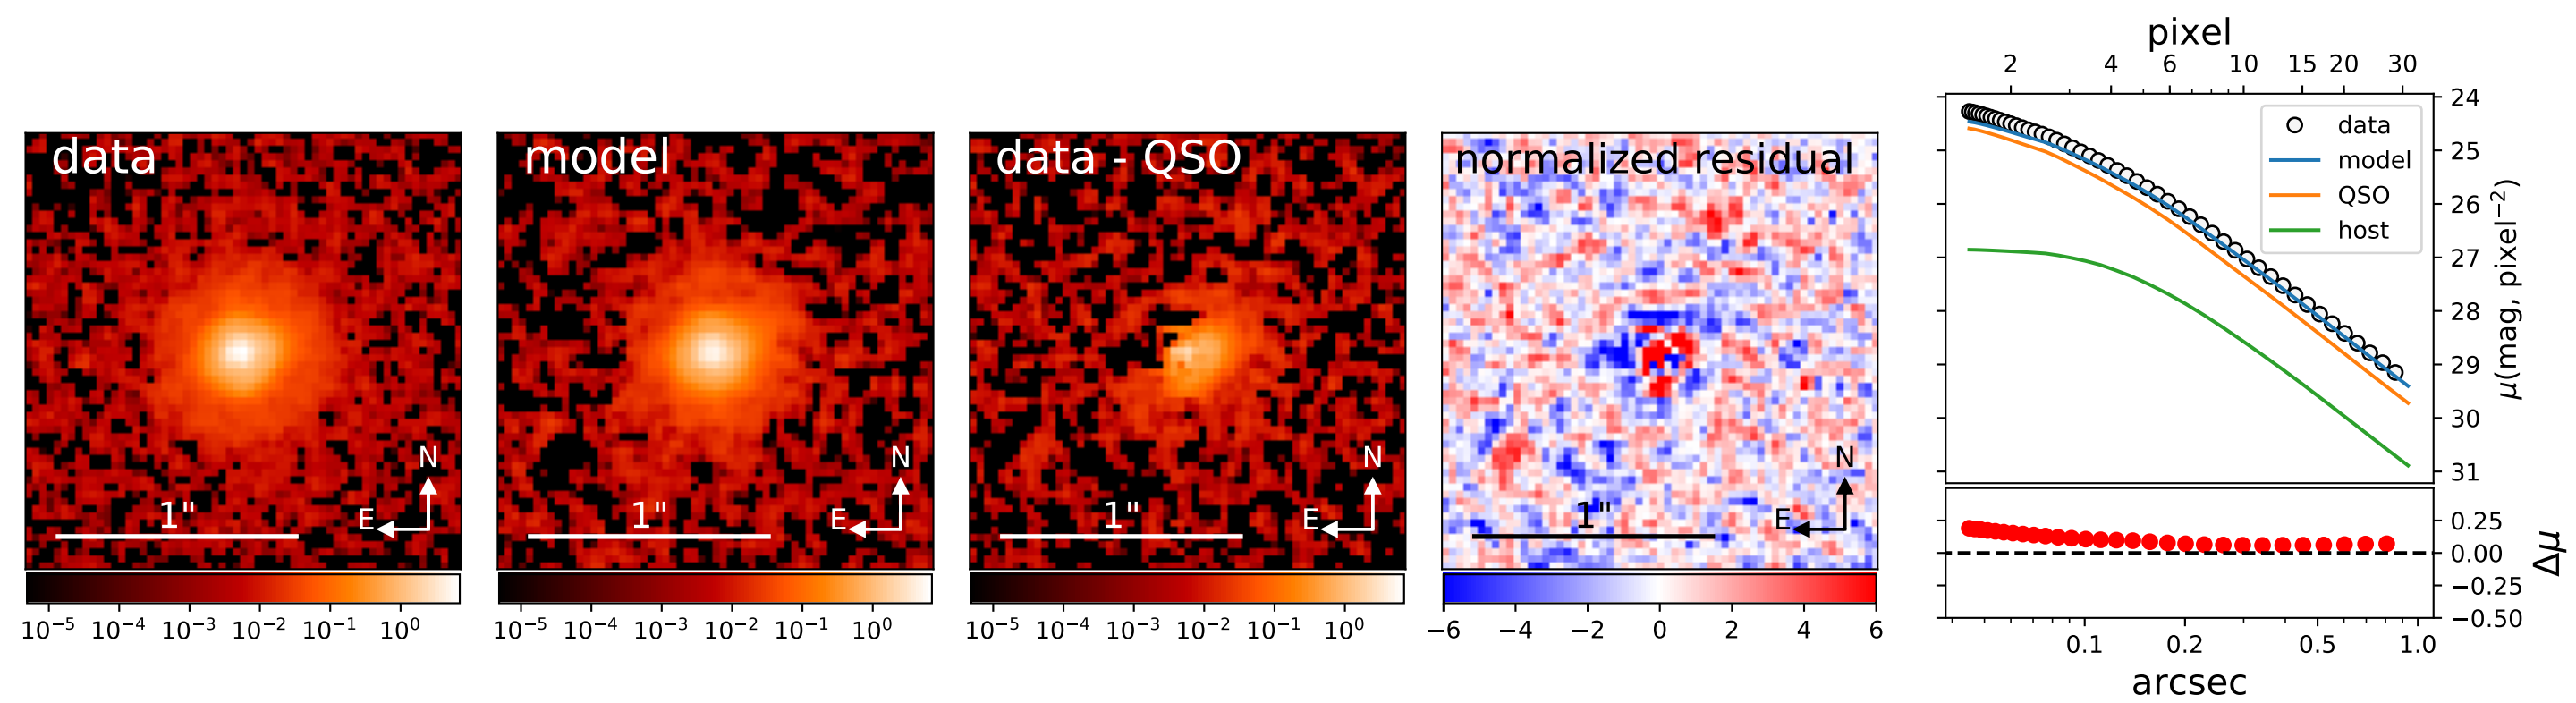 data
N
E
1"
10⁻⁵ 10⁻⁴ 10⁻³ 10⁻² 10⁻¹ 10⁰
model
N
E
1"
10⁻⁵ 10⁻⁴ 10⁻³ 10⁻² 10⁻¹ 10⁰
data - QSO
N
E
1"
10⁻⁵ 10⁻⁴ 10⁻³ 10⁻² 10⁻¹ 10⁰
normalized residual
N
E
1"
−6 −4 −2 0 2 4 6
pixel
2 4 6 10 15 20 30
data
model
QSO
host
24
25
26
27
28
29
30
31
μ(mag, pixel⁻²)
0.25
0.00
−0.25
−0.50
Δμ
0.1 0.2 0.5 1.0
arcsec